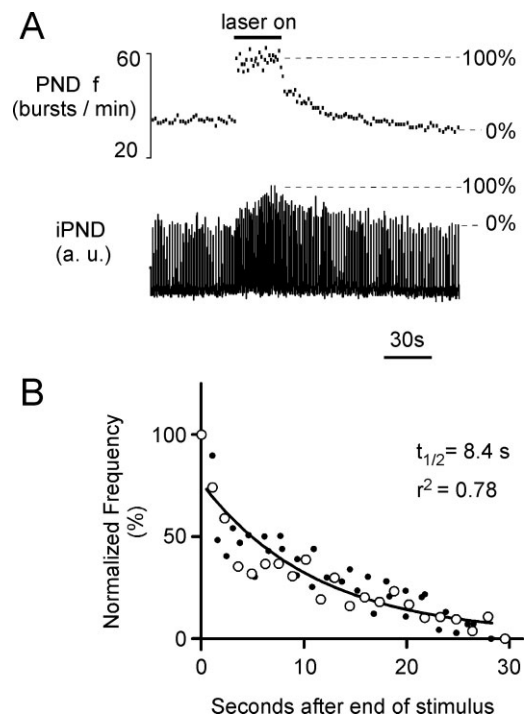 A
laser on
60
PND f
(bursts / min)
20
100%
0%
iPND
(a. u.)
100%
0%
30s
B
Normalized Frequency
(%)
100
50
0
t1/2= 8.4 s
r2 = 0.78
0
10
20
30
Seconds after end of stimulus